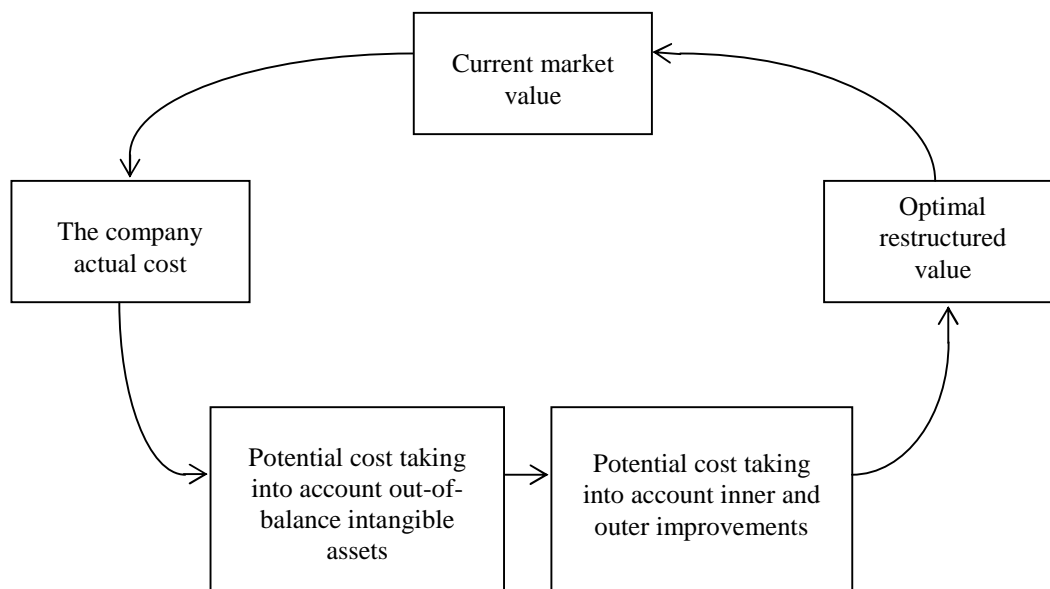 Current market
value
The company
actual cost
Optimal
restructured
value
Potential cost taking
into account out-of-
balance intangible
assets
Potential cost taking
into account inner and
outer improvements